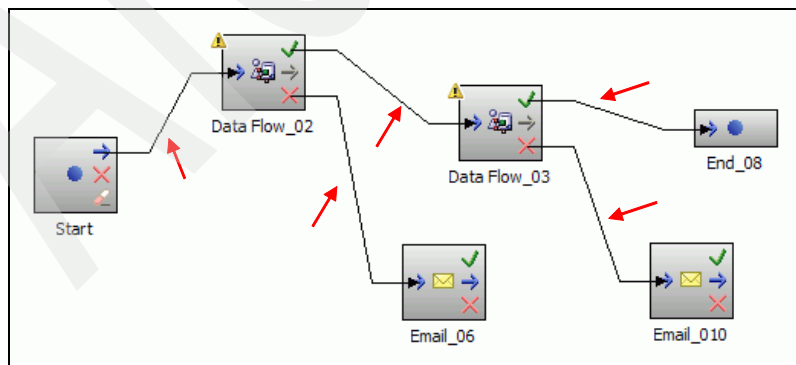 Data Flow_02
Data Flow_03
End_08
Start
Email_06
Email_010